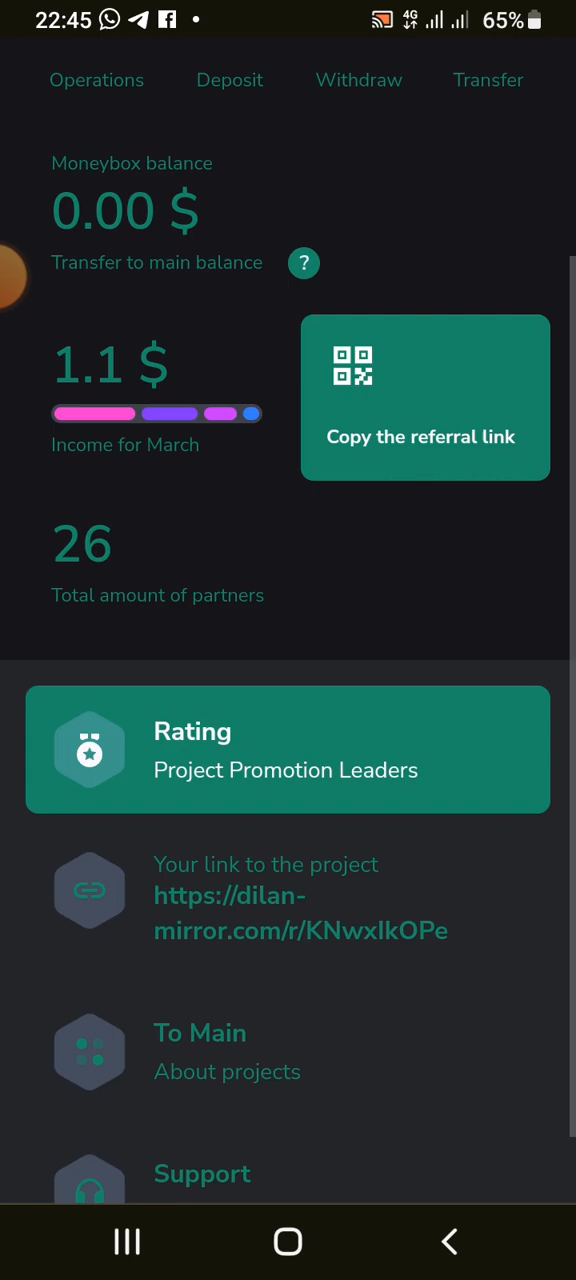 22:45 4G 65%
Operations Deposit Withdraw Transfer
Moneybox balance
0.00 $
Transfer to main balance ?
1.1 $
Income for March
Copy the referral link
26
Total amount of partners
Rating
Project Promotion Leaders
Your link to the project
https://dilan-
mirror.com/r/KNwxIkOPe
To Main
About projects
Support